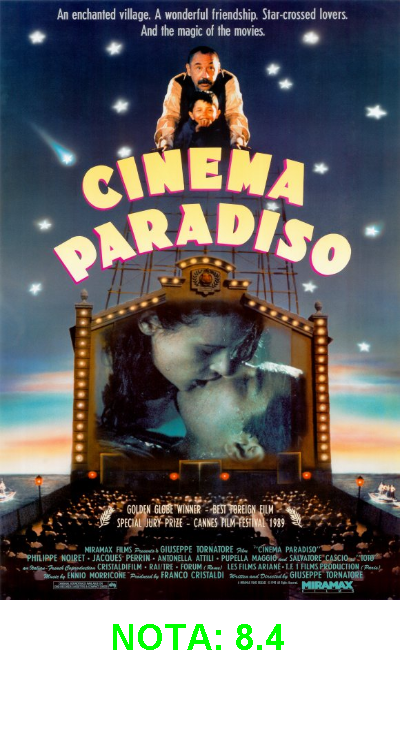 An enchanted village. A wonderful friendship. Star-crossed lovers.
And the magic of the movies.
CINEMA
PARADISO
GOLDEN GLOBE WINNER - BEST FOREIGN FILM
SPECIAL JURY PRIZE - CANNES FILM FESTIVAL 1989
MIRAMAX FILMS Presents A GIUSEPPE TORNATORE Film "CINEMA PARADISO"
PHILIPPE NOIRET · JACQUES PERRIN · ANTONELLA ATTILI · PUPELLA MAGGIO and SALVATORE CASCIO as "TOTO"
an Italian-French Coproduction CRISTALDIFILM · RAITRE · FORUM (Rome) LES FILMS ARIANE · T.F. 1 FILMS PRODUCTION (Paris)
Music by ENNIO MORRICONE Produced by FRANCO CRISTALDI Written and Directed by GIUSEPPE TORNATORE
MIRAMAX
NOTA: 8.4